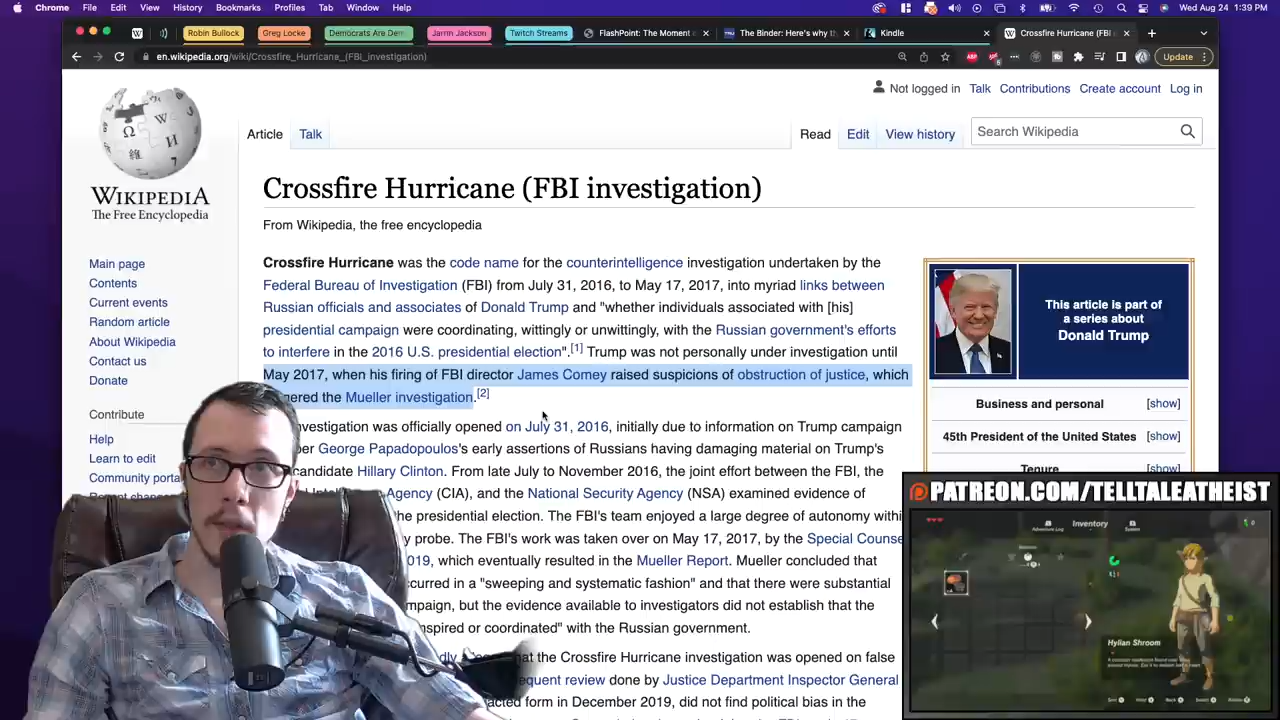 Chrome File Edit View History Bookmarks Profiles Tab Window Help Wed Aug 24 1:39 PM
Robin Bullock Greg Locke Democrats Are Dem Jarrin Jackson Twitch Streams FlashPoint: The Moment o The Binder: Here's why th Kindle Crossfire Hurricane (FBI i
en.wikipedia.org/wiki/Crossfire_Hurricane_(FBI_investigation) Update
Not logged in Talk Contributions Create account Log in
Article Talk Read Edit View history Search Wikipedia
WIKIPEDIA
The Free Encyclopedia
Main page
Contents
Current events
Random article
About Wikipedia
Contact us
Donate
Contribute
Help
Learn to edit
Community porta
Recent changes
Crossfire Hurricane (FBI investigation)
From Wikipedia, the free encyclopedia
Crossfire Hurricane was the code name for the counterintelligence investigation undertaken by the
Federal Bureau of Investigation (FBI) from July 31, 2016, to May 17, 2017, into myriad links between
Russian officials and associates of Donald Trump and "whether individuals associated with [his]
presidential campaign were coordinating, wittingly or unwittingly, with the Russian government's efforts
to interfere in the 2016 U.S. presidential election".[1] Trump was not personally under investigation until
May 2017, when his firing of FBI director James Comey raised suspicions of obstruction of justice, which
gered the Mueller investigation.[2]
nvestigation was officially opened on July 31, 2016, initially due to information on Trump campaign
er George Papadopoulos's early assertions of Russians having damaging material on Trump's
candidate Hillary Clinton. From late July to November 2016, the joint effort between the FBI, the
Agency (CIA), and the National Security Agency (NSA) examined evidence of
he presidential election. The FBI's team enjoyed a large degree of autonomy withi
y probe. The FBI's work was taken over on May 17, 2017, by the Special Counse
019, which eventually resulted in the Mueller Report. Mueller concluded that
ccurred in a "sweeping and systematic fashion" and that there were substantial
mpaign, but the evidence available to investigators did not establish that the
nspired or coordinated" with the Russian government.
at the Crossfire Hurricane investigation was opened on false
equent review done by Justice Department Inspector General
acted form in December 2019, did not find political bias in the
This article is part of
a series about
Donald Trump
Business and personal [show]
45th President of the United States [show]
Tenure [show]
PATREON.COM/TELLTALEATHEIST
Adventure Log Inventory System
Hylian Shroom